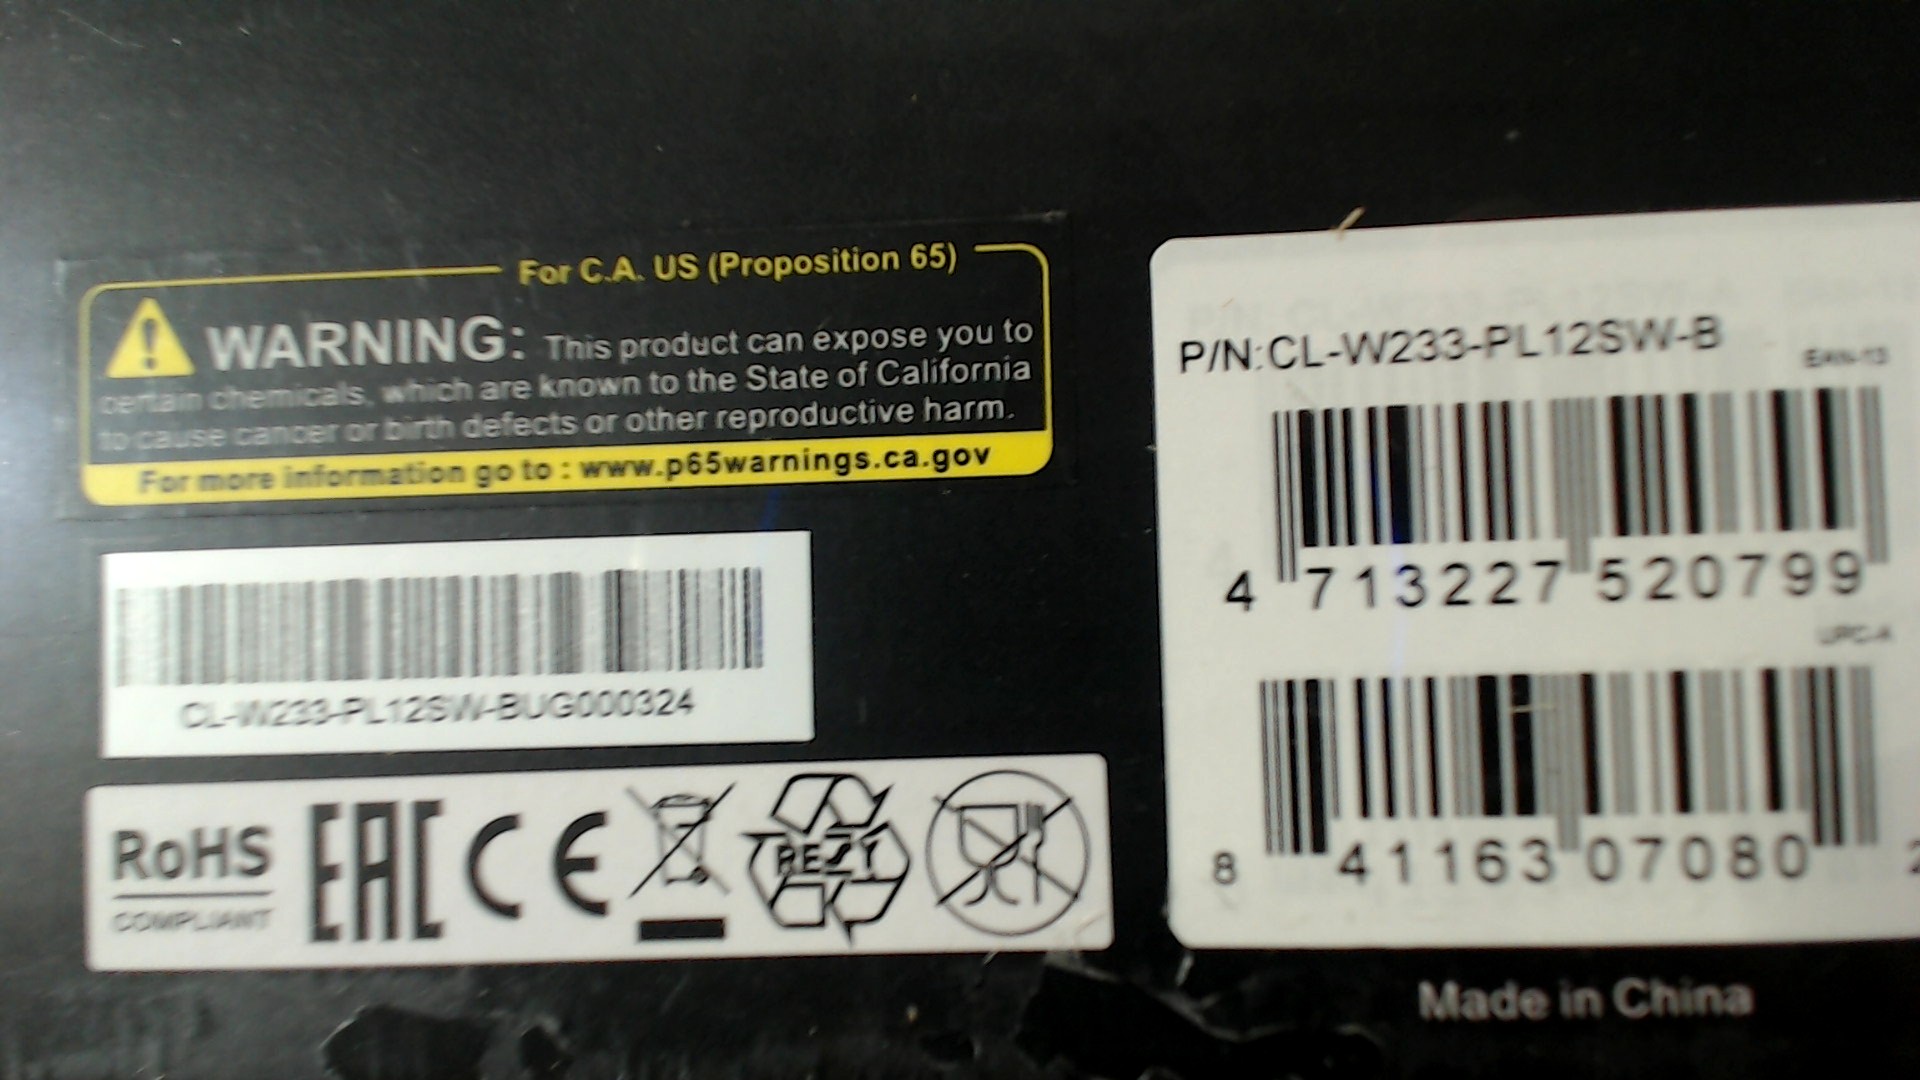 For C.A. US (Proposition 65)
WARNING: This product can expose you to
certain chemicals, which are known to the State of California
to cause cancer or birth defects or other reproductive harm.
For more information go to : www.p65warnings.ca.gov
CL-W233-PL12SW-BUG000324
RoHS
COMPLIANT
EAC
CE
P/N:CL-W233-PL12SW-B
EAN-13
4 713227 520799
UPC-A
8 41163 07080 2
Made in China